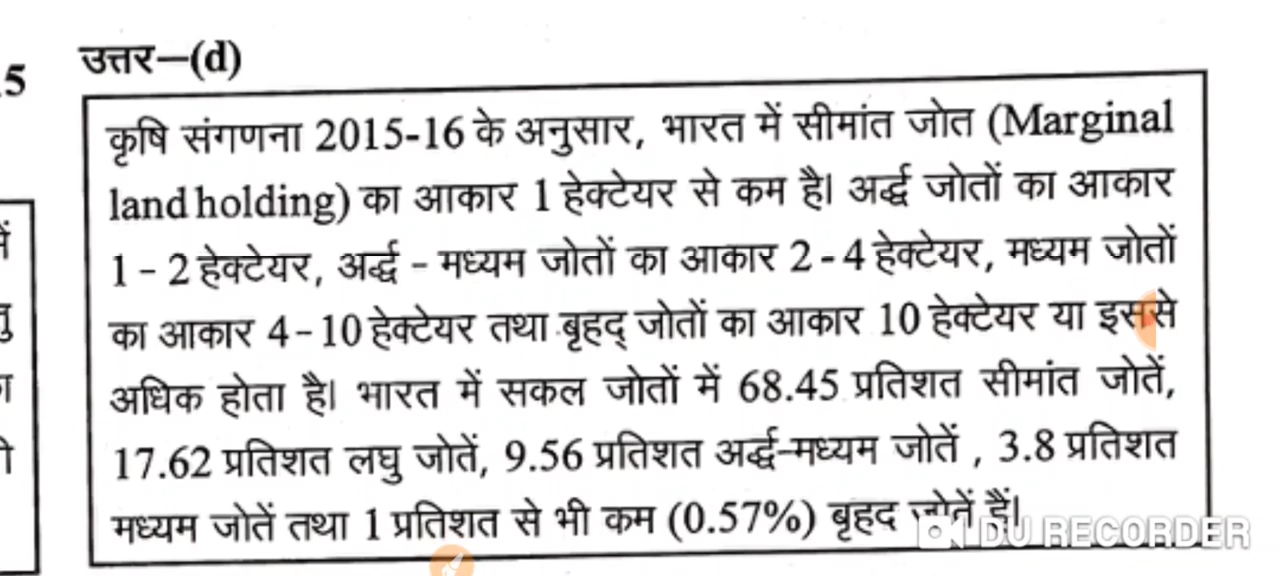 .5
उत्तर–(d)
कृषि संगणना 2015-16 के अनुसार, भारत में सीमांत जोत (Marginal
land holding) का आकार 1 हेक्टेयर से कम है। अर्द्ध जोतों का आकार
1 - 2 हेक्टेयर, अर्द्ध - मध्यम जोतों का आकार 2 - 4 हेक्टेयर, मध्यम जोतों
का आकार 4 - 10 हेक्टेयर तथा बृहद् जोतों का आकार 10 हेक्टेयर या इससे
अधिक होता है। भारत में सकल जोतों में 68.45 प्रतिशत सीमांत जोतें,
17.62 प्रतिशत लघु जोतें, 9.56 प्रतिशत अर्द्ध-मध्यम जोतें , 3.8 प्रतिशत
मध्यम जोतें तथा 1 प्रतिशत से भी कम (0.57%) बृहद जोतें हैं।
DU RECORDER